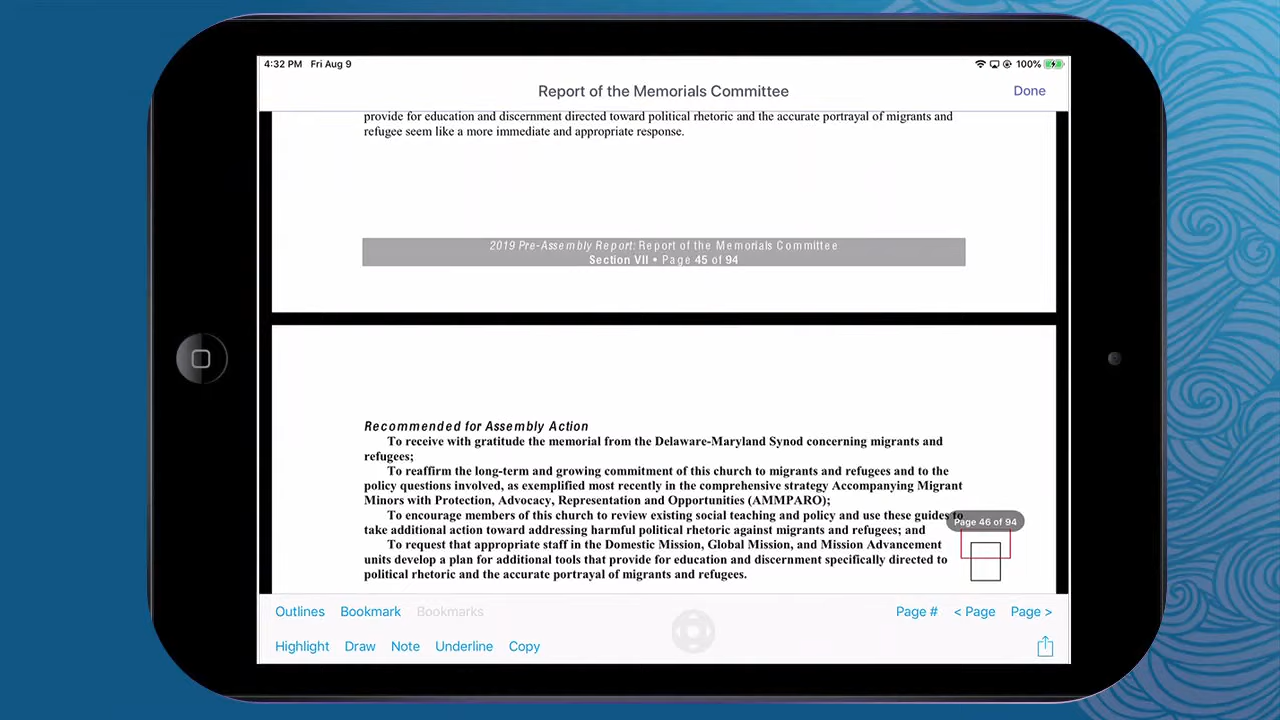 4:32 PM Fri Aug 9
100%
Report of the Memorials Committee
Done
provide for education and discernment directed toward political rhetoric and the accurate portrayal of migrants and
refugee seem like a more immediate and appropriate response.
2019 Pre-Assembly Report: Report of the Memorials Committee
Section VII • Page 45 of 94
Recommended for Assembly Action
To receive with gratitude the memorial from the Delaware-Maryland Synod concerning migrants and
refugees;
To reaffirm the long-term and growing commitment of this church to migrants and refugees and to the
policy questions involved, as exemplified most recently in the comprehensive strategy Accompanying Migrant
Minors with Protection, Advocacy, Representation and Opportunities (AMMPARO);
To encourage members of this church to review existing social teaching and policy and use these guides to
take additional action toward addressing harmful political rhetoric against migrants and refugees; and
To request that appropriate staff in the Domestic Mission, Global Mission, and Mission Advancement
units develop a plan for additional tools that provide for education and discernment specifically directed to
political rhetoric and the accurate portrayal of migrants and refugees.
Page 46 of 94
Outlines Bookmark Bookmarks
Page # < Page Page >
Highlight Draw Note Underline Copy